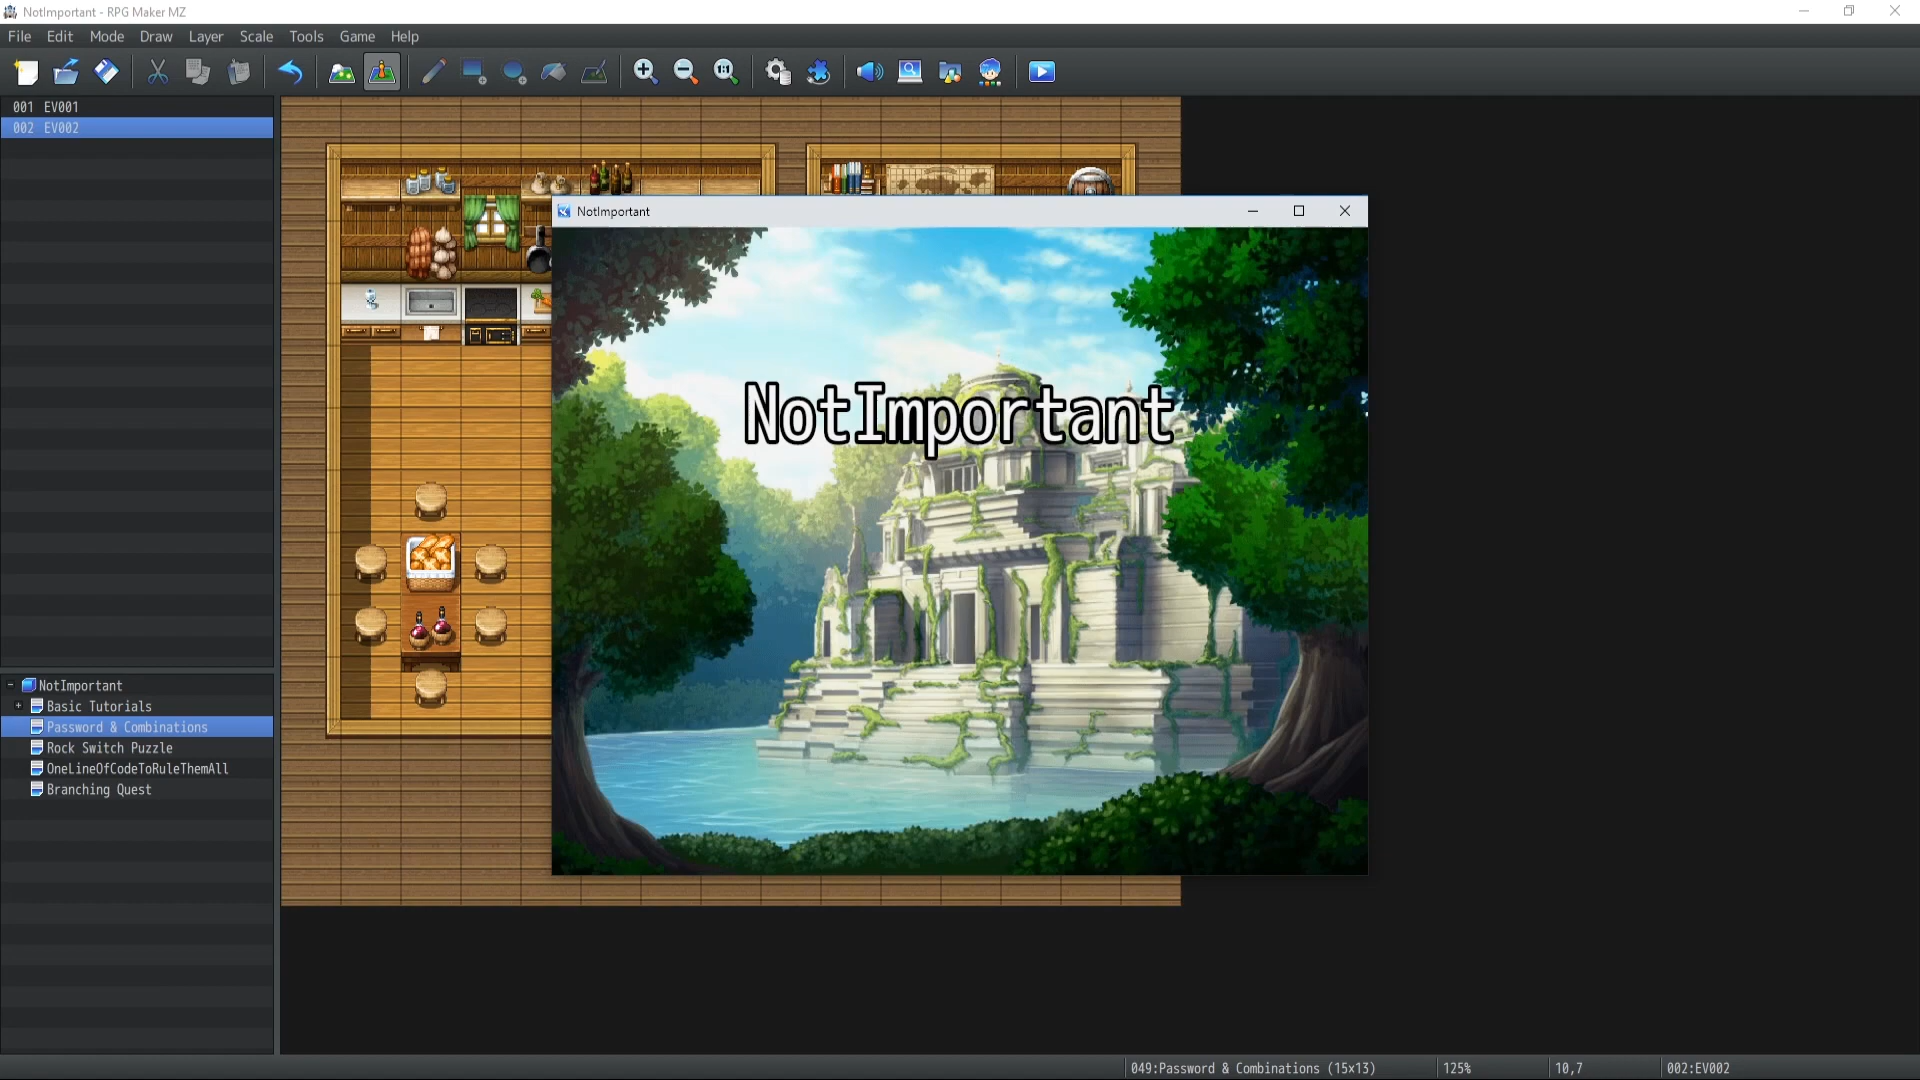 NotImportant - RPG Maker MZ
File Edit Mode Draw Layer Scale Tools Game Help
1:1
001 EV001
002 EV002
NotImportant
NotImportant
NotImportant
Basic Tutorials
Password & Combinations
Rock Switch Puzzle
OneLineOfCodeToRuleThemAll
Branching Quest
049:Password & Combinations (15x13) 125% 10,7 002:EV002